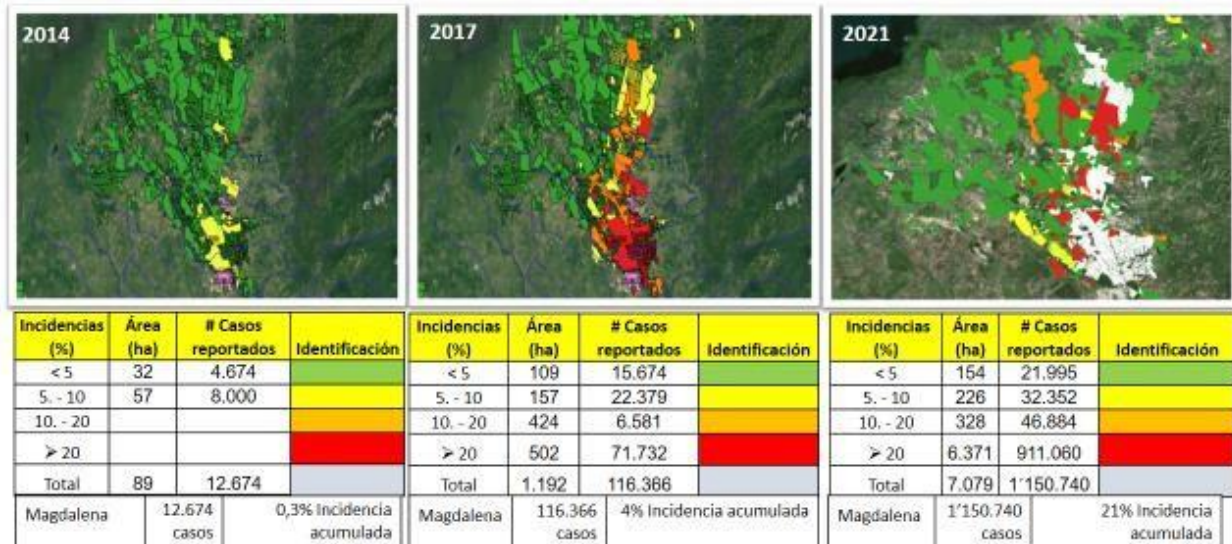 2014
2017
2021
Incidencias (%) Área (ha) # Casos reportados Identificación
< 5 32 4.674
5. - 10 57 8.000
10. - 20
➢ 20
Total 89 12.674
Magdalena 12.674 casos 0,3% Incidencia acumulada
Incidencias (%) Área (ha) # Casos reportados Identificación
< 5 109 15.674
5. - 10 157 22.379
10. - 20 424 6.581
➢ 20 502 71.732
Total 1.192 116.366
Magdalena 116.366 casos 4% Incidencia acumulada
Incidencias (%) Área (ha) # Casos reportados Identificación
< 5 154 21.995
5. - 10 226 32.352
10. - 20 328 46.884
➢ 20 6.371 911.060
Total 7.079 1'150.740
Magdalena 1'150.740 casos 21% Incidencia acumulada